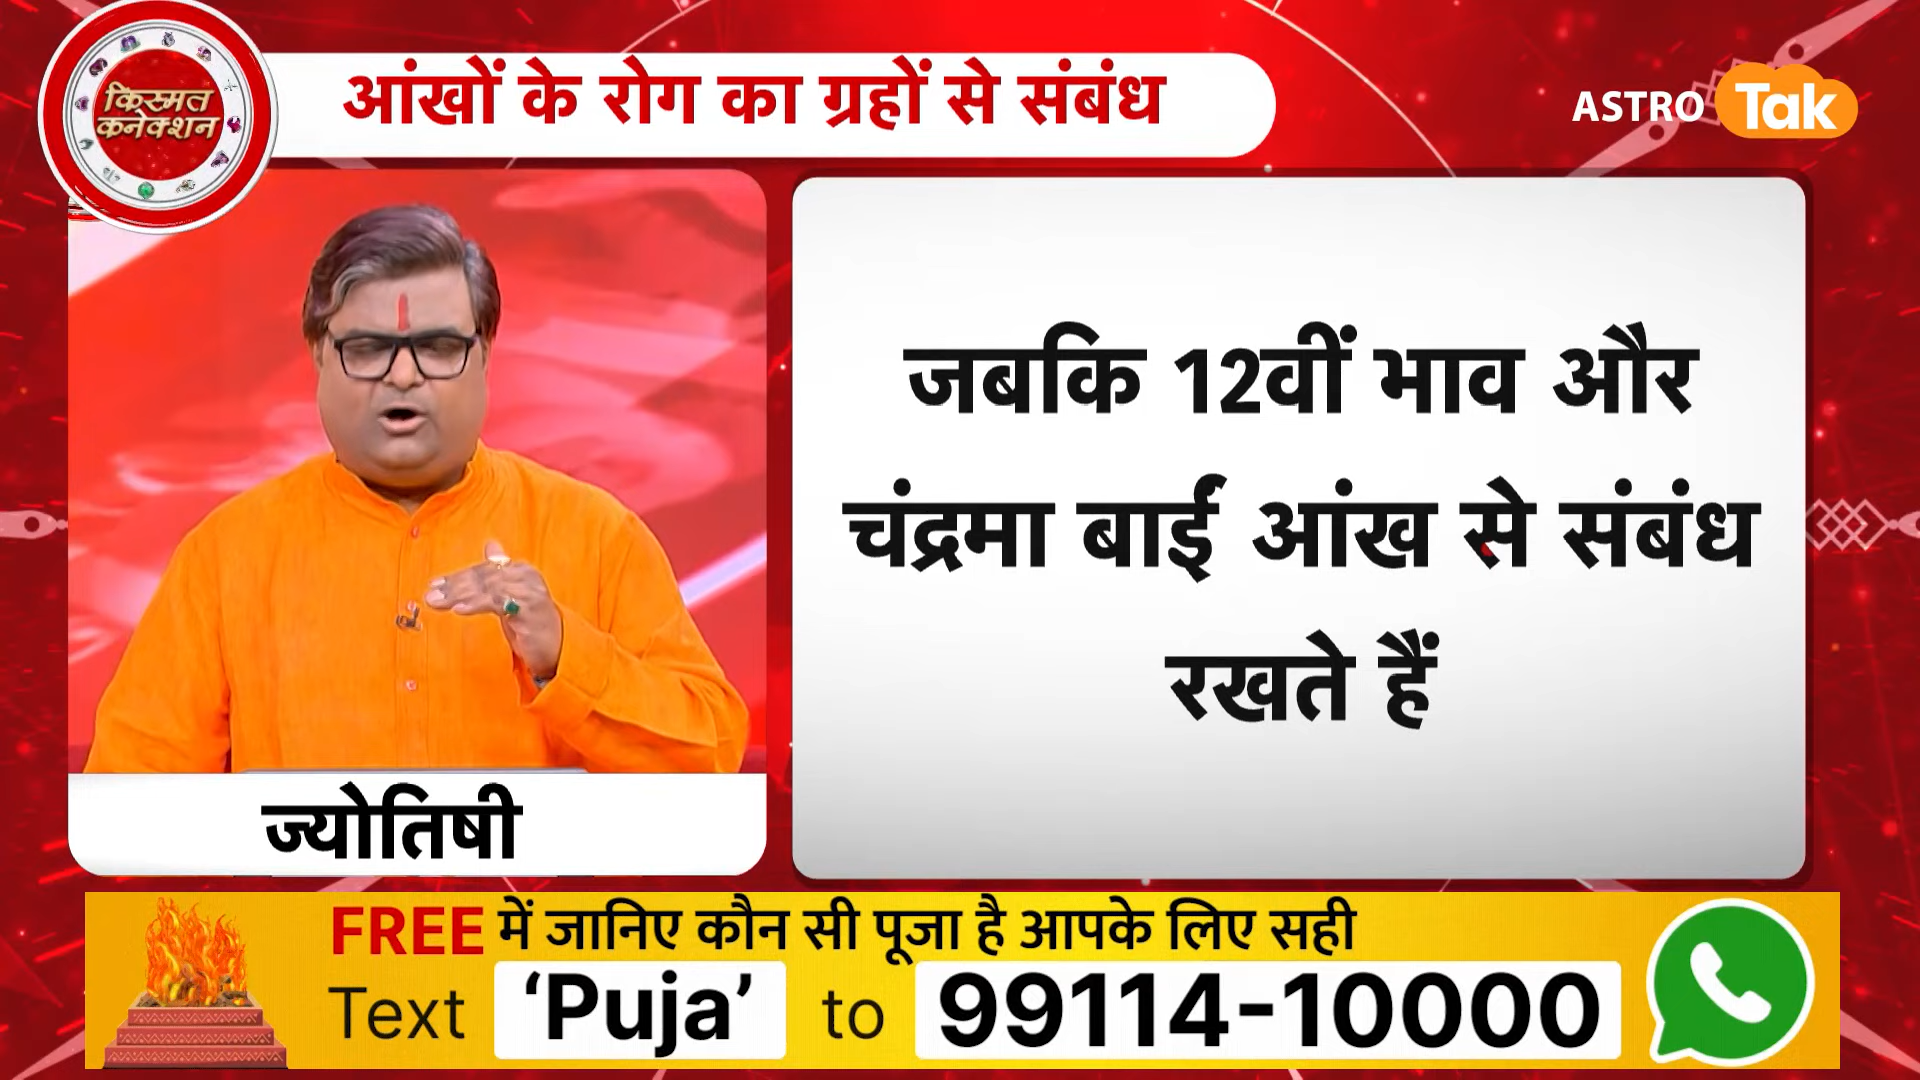 किस्मत
कनेक्शन
आंखों के रोग का ग्रहों से संबंध
ASTRO Tak
जबकि 12वीं भाव और
चंद्रमा बाईं आंख से संबंध
रखते हैं
ज्योतिषी
FREE में जानिए कौन सी पूजा है आपके लिए सही
Text ‘Puja’ to 99114-10000